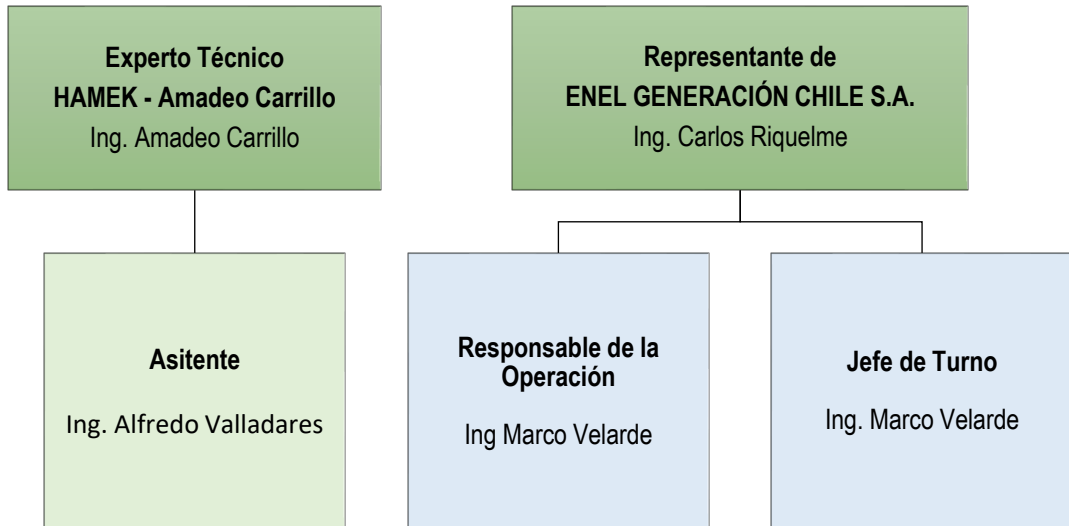 Experto Técnico
HAMEK - Amadeo Carrillo
Ing. Amadeo Carrillo
Representante de
ENEL GENERACIÓN CHILE S.A.
Ing. Carlos Riquelme
Asitente
Ing. Alfredo Valladares
Responsable de la
Operación
Ing Marco Velarde
Jefe de Turno
Ing. Marco Velarde